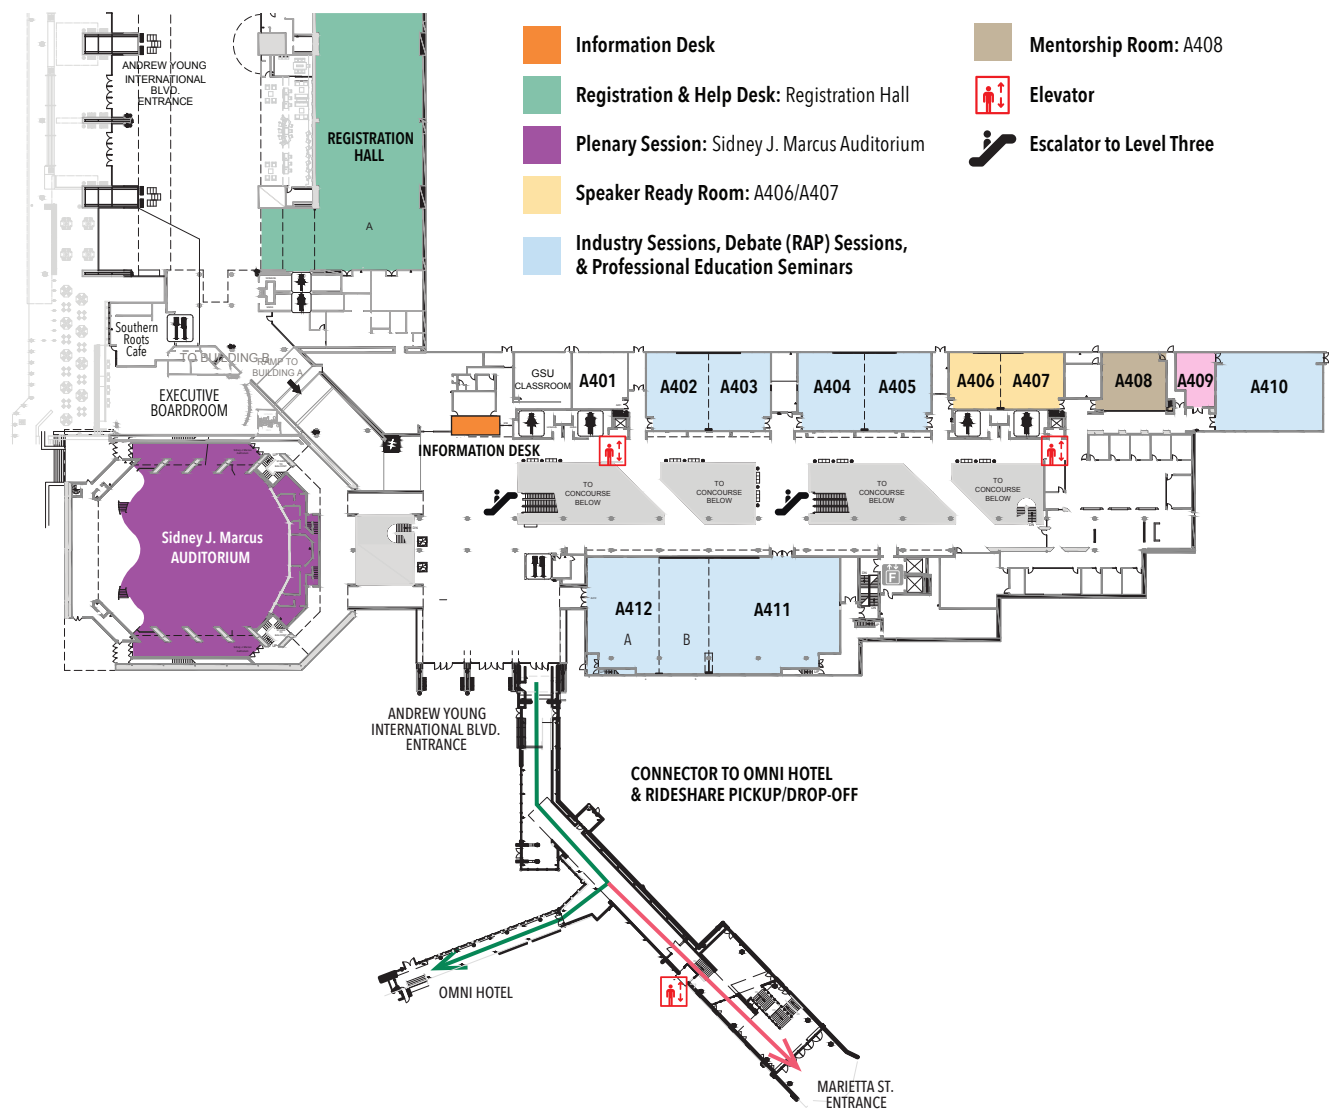 Information Desk
Registration & Help Desk: Registration Hall
Plenary Session: Sidney J. Marcus Auditorium
Speaker Ready Room: A406/A407
Industry Sessions, Debate (RAP) Sessions,
& Professional Education Seminars
Mentorship Room: A408
Elevator
Escalator to Level Three
ANDREW YOUNG
INTERNATIONAL
BLVD.
ENTRANCE
REGISTRATION
HALL
A
Southern
Roots
Cafe
TO BUILDING B
RAMP TO
BUILDING A
EXECUTIVE
BOARDROOM
GSU
CLASSROOM
A401
A402
A403
A404
A405
A406
A407
A408
A409
A410
INFORMATION DESK
TO
CONCOURSE
BELOW
TO
CONCOURSE
BELOW
TO
CONCOURSE
BELOW
TO
CONCOURSE
BELOW
Sidney J. Marcus
AUDITORIUM
F
A412
A411
A
B
ANDREW YOUNG
INTERNATIONAL BLVD.
ENTRANCE
CONNECTOR TO OMNI HOTEL
& RIDESHARE PICKUP/DROP-OFF
OMNI HOTEL
MARIETTA ST.
ENTRANCE